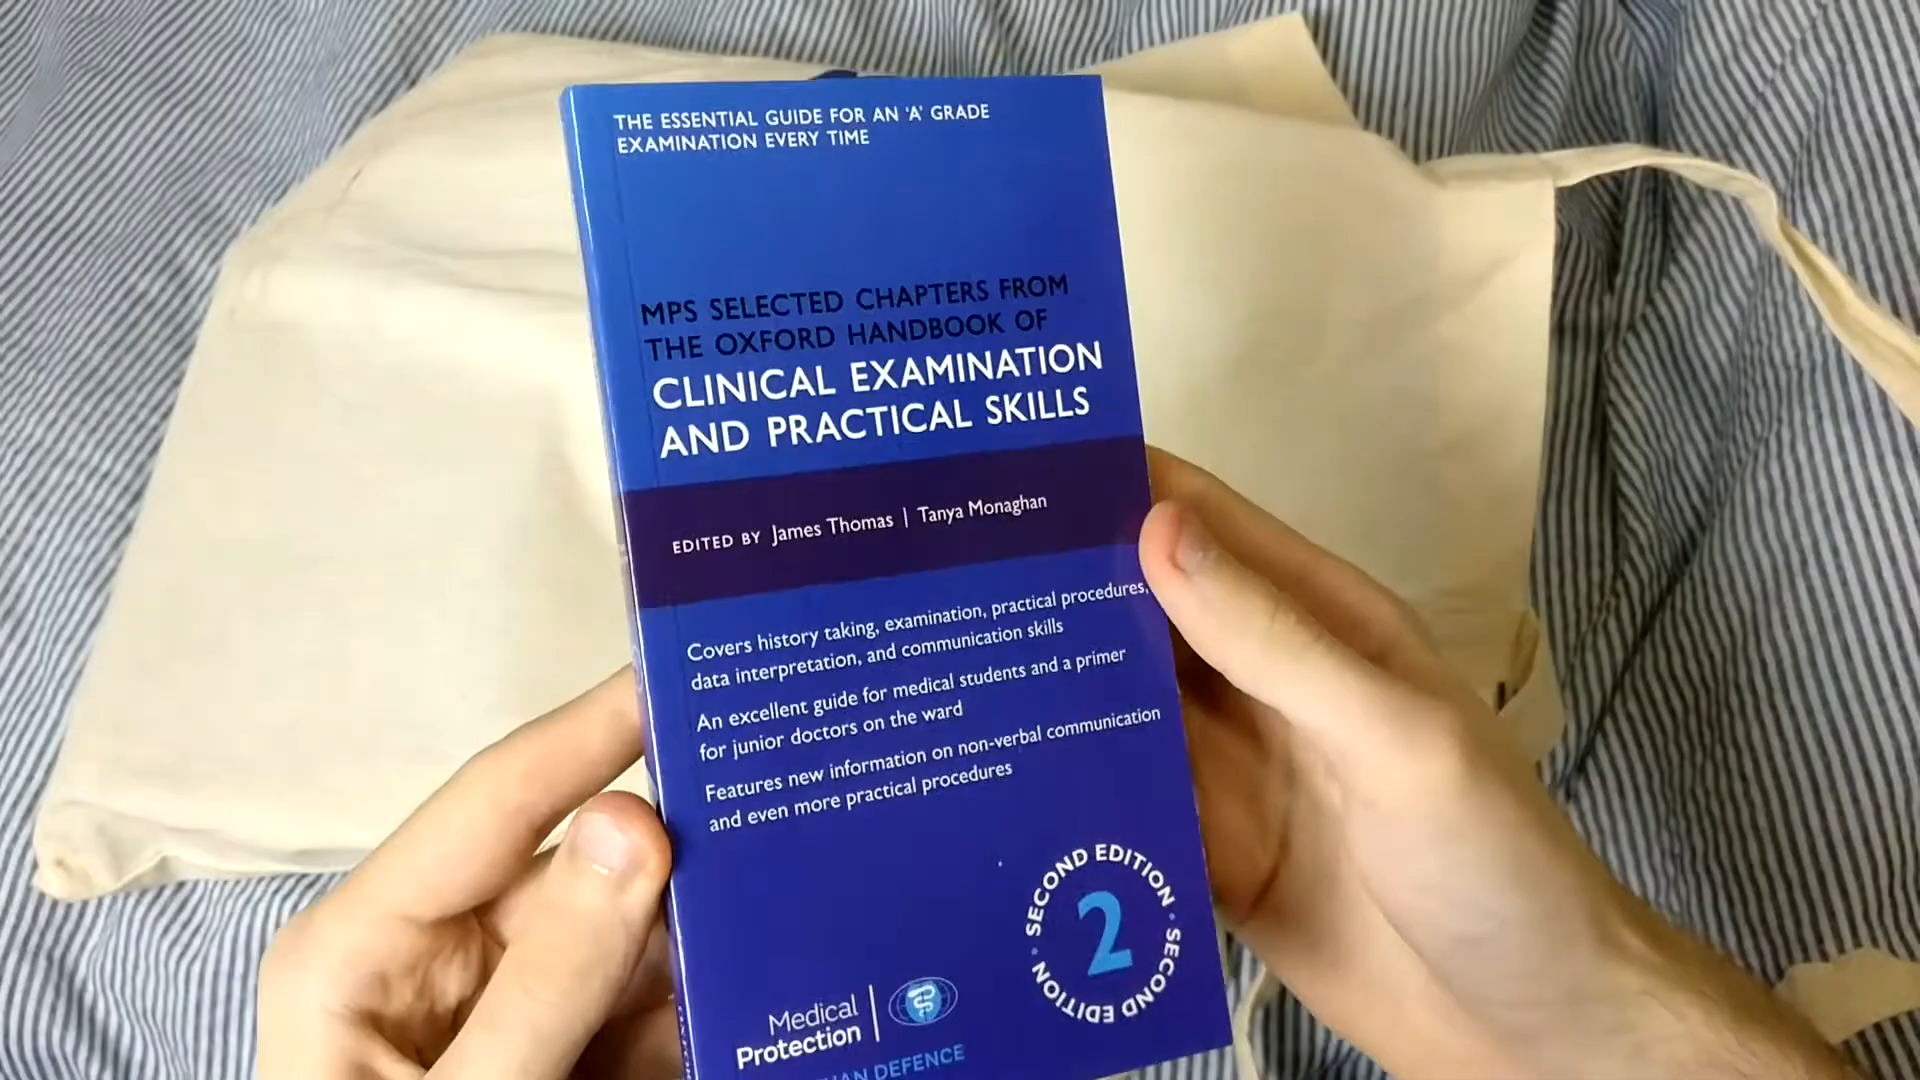 THE ESSENTIAL GUIDE FOR AN ‘A’ GRADE
EXAMINATION EVERY TIME
MPS SELECTED CHAPTERS FROM
THE OXFORD HANDBOOK OF
CLINICAL EXAMINATION
AND PRACTICAL SKILLS
EDITED BY James Thomas | Tanya Monaghan
Covers history taking, examination, practical procedures,
data interpretation, and communication skills
An excellent guide for medical students and a primer
for junior doctors on the ward
Features new information on non-verbal communication
and even more practical procedures
SECOND EDITION • SECOND EDITION •
2
Medical
Protection
DEFENCE